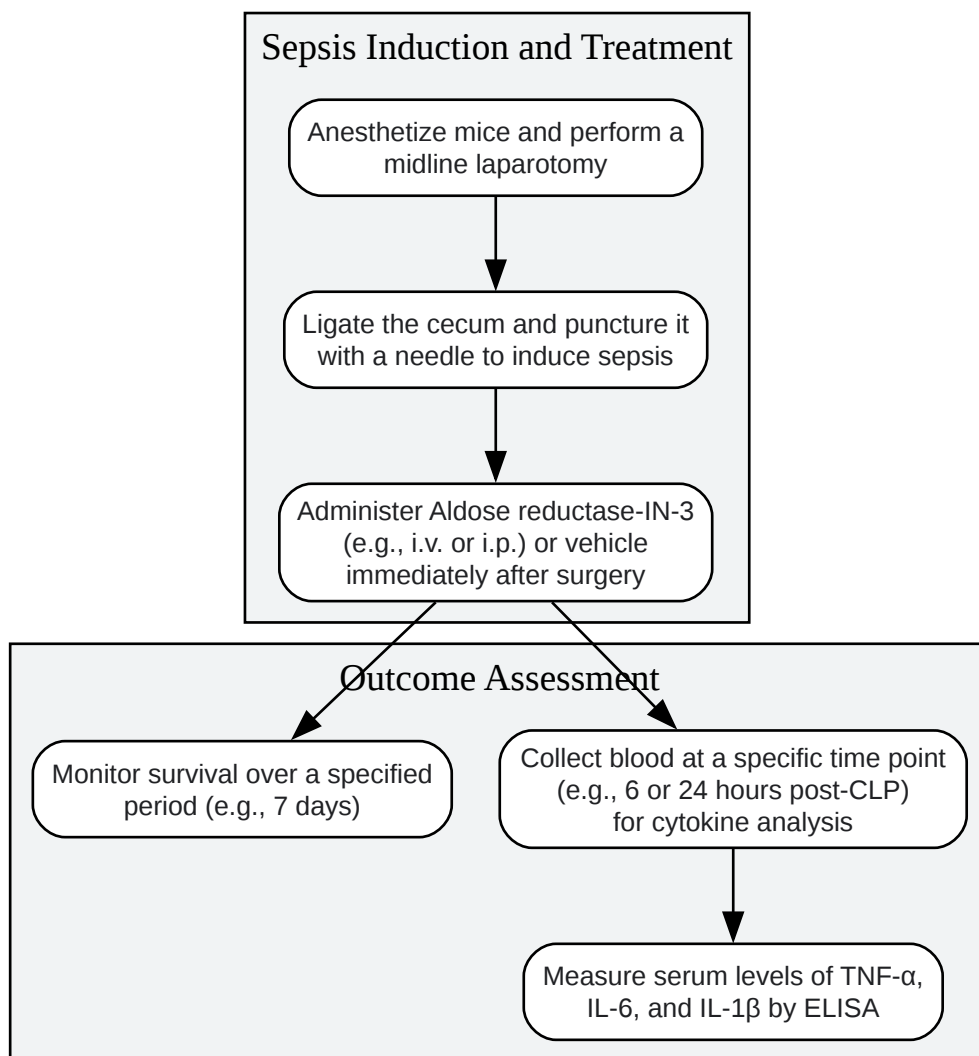 Sepsis Induction and Treatment
Anesthetize mice and perform a
midline laparotomy
Ligate the cecum and puncture it
with a needle to induce sepsis
Administer Aldose reductase-IN-3
(e.g., i.v. or i.p.) or vehicle
immediately after surgery
Outcome Assessment
Monitor survival over a specified
period (e.g., 7 days)
Collect blood at a specific time point
(e.g., 6 or 24 hours post-CLP)
for cytokine analysis
Measure serum levels of TNF-α,
IL-6, and IL-1β by ELISA